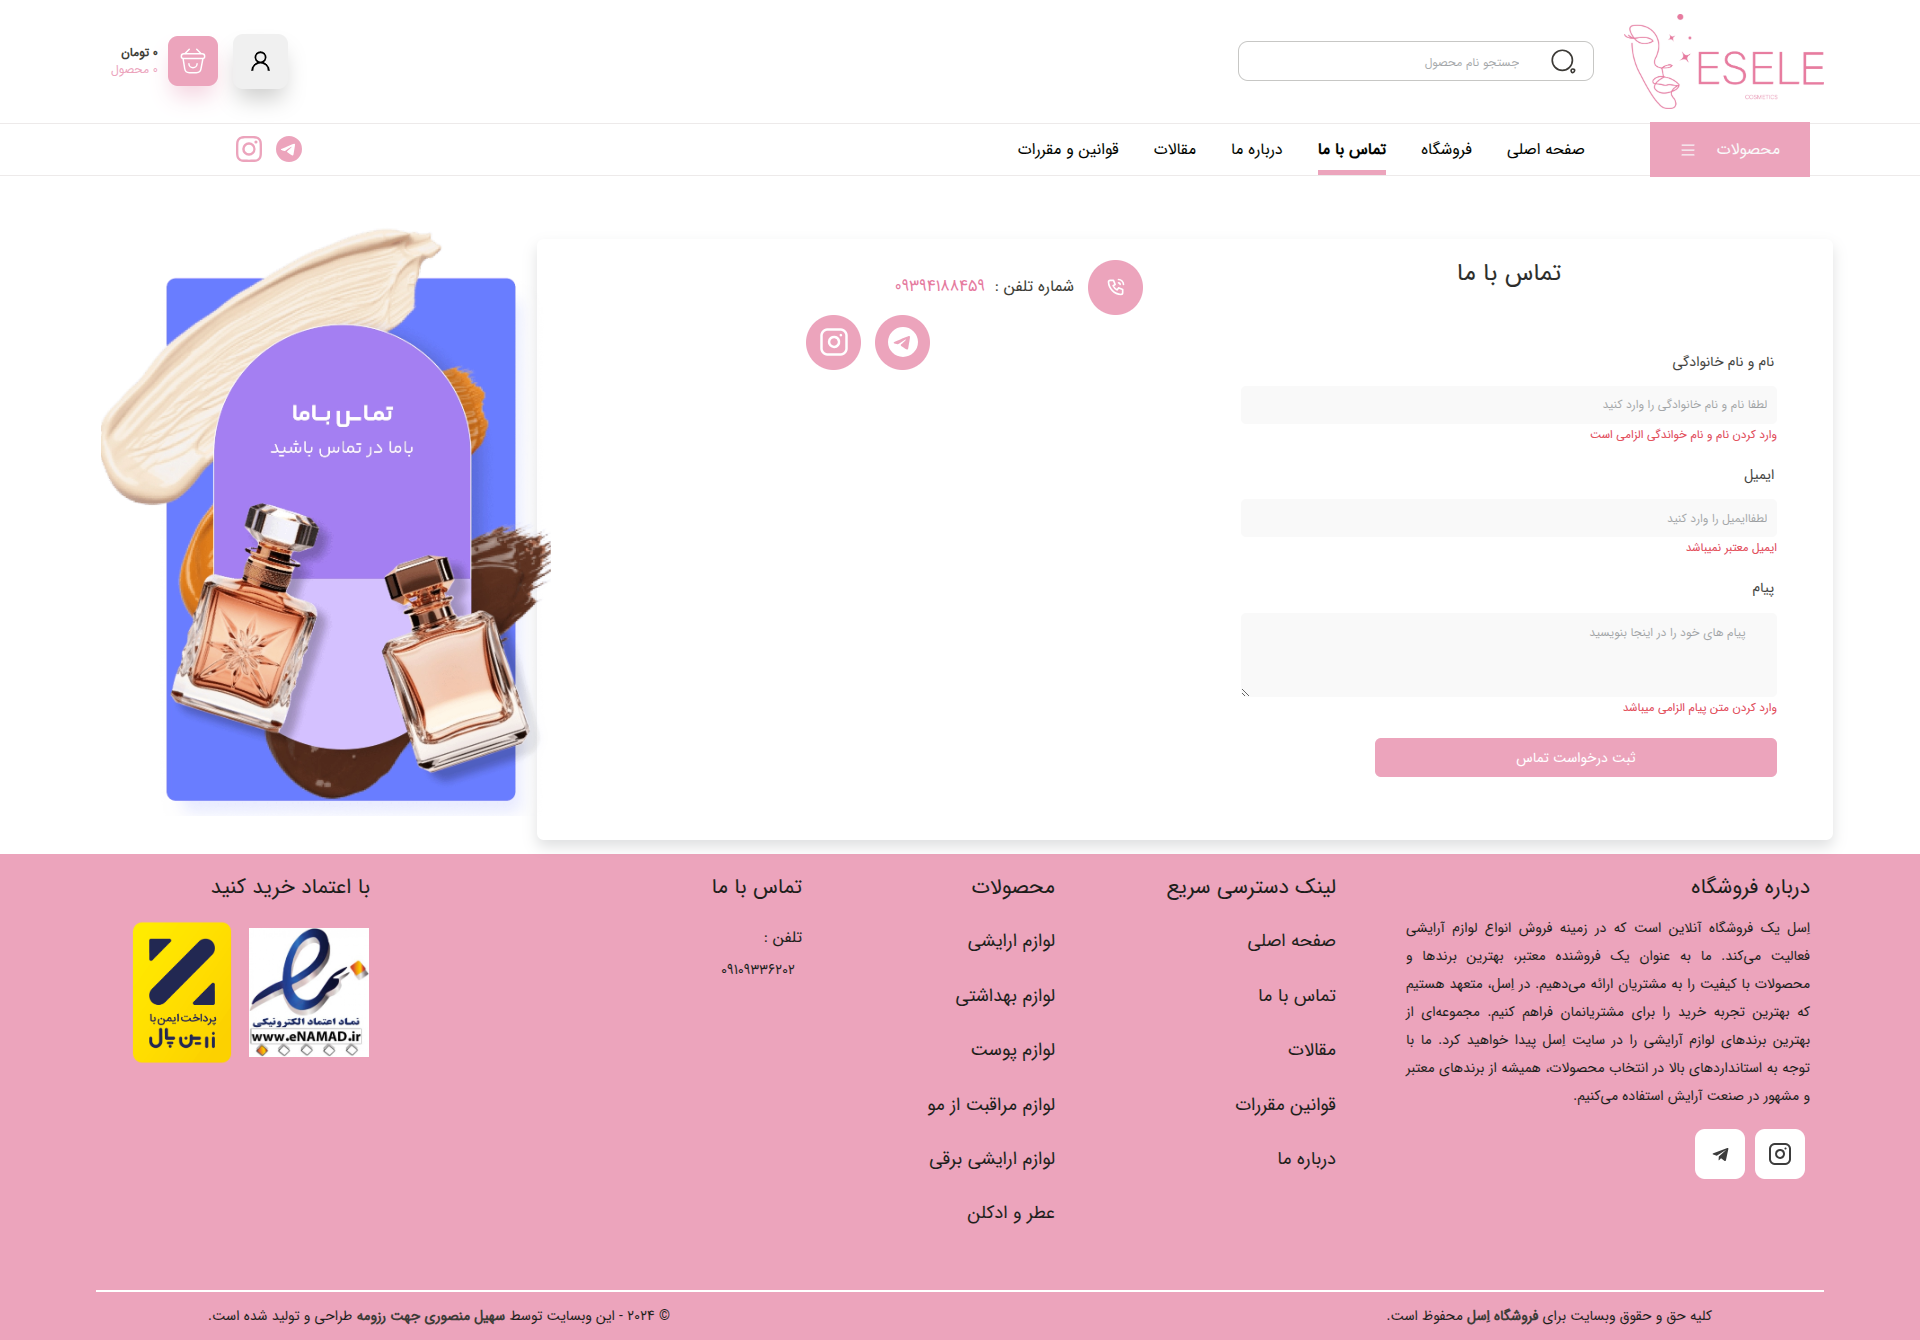 ESELE
COSMETICS
جستجو نام محصول
۰ تومان
۰ محصول
محصولات
صفحه اصلی
فروشگاه
تماس با ما
درباره ما
مقالات
قوانین و مقررات
تماس با ما
نام و نام خانوادگی
لطفا نام و نام خانوادگی را وارد کنید
وارد کردن نام و نام خواندگی الزامی است
ایمیل
لطفاایمیل را وارد کنید
ایمیل معتبر نمیباشد
پیام
پیام های خود را در اینجا بنویسید
وارد کردن متن پیام الزامی میباشد
ثبت درخواست تماس
شماره تلفن : ۰۹۳۹۴۱۸۸۴۵۹
تماس باما
باما در تماس باشید
درباره فروشگاه
اِسل یک فروشگاه آنلاین است که در زمینه فروش انواع لوازم آرایشی
فعالیت می‌کند. ما به عنوان یک فروشنده معتبر، بهترین برندها و
محصولات با کیفیت را به مشتریان ارائه می‌دهیم. در اِسل، متعهد هستیم
که بهترین تجربه خرید را برای مشتریانمان فراهم کنیم. مجموعه‌ای از
بهترین برندهای لوازم آرایشی را در سایت اِسل پیدا خواهید کرد. ما با
توجه به استانداردهای بالا در انتخاب محصولات، همیشه از برندهای معتبر
و مشهور در صنعت آرایش استفاده می‌کنیم.
لینک دسترسی سریع
صفحه اصلی
تماس با ما
مقالات
قوانین مقررات
درباره ما
محصولات
لوازم ارایشی
لوازم بهداشتی
لوازم پوست
لوازم مراقبت از مو
لوازم ارایشی برقی
عطر و ادکلن
تماس با ما
تلفن :
۰۹۱۰۹۳۳۶۲۰۲
با اعتماد خرید کنید
نماد اعتماد الکترونیکی
www.eNAMAD.ir
پرداخت ایمن با
زرین پال
کلیه حق و حقوق وبسایت برای فروشگاه اِسل محفوظ است.
© ۲۰۲۴ - این وبسایت توسط سهیل منصوری جهت رزومه طراحی و تولید شده است.